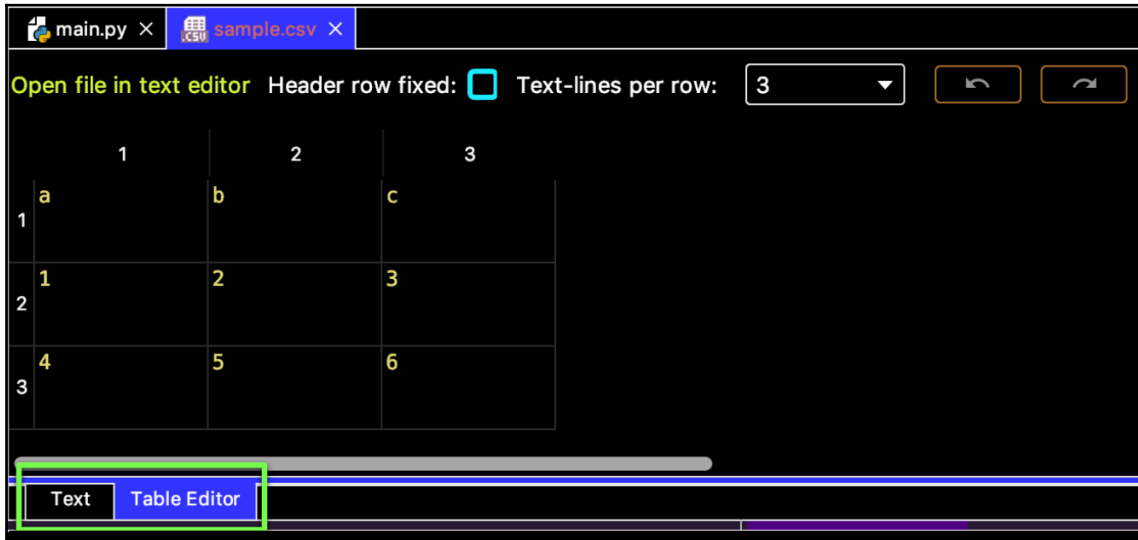 main.py × sample.csv ×
Open file in text editor Header row fixed: Text-lines per row: 3
1 2 3
1 a b c
2 1 2 3
3 4 5 6
Text Table Editor